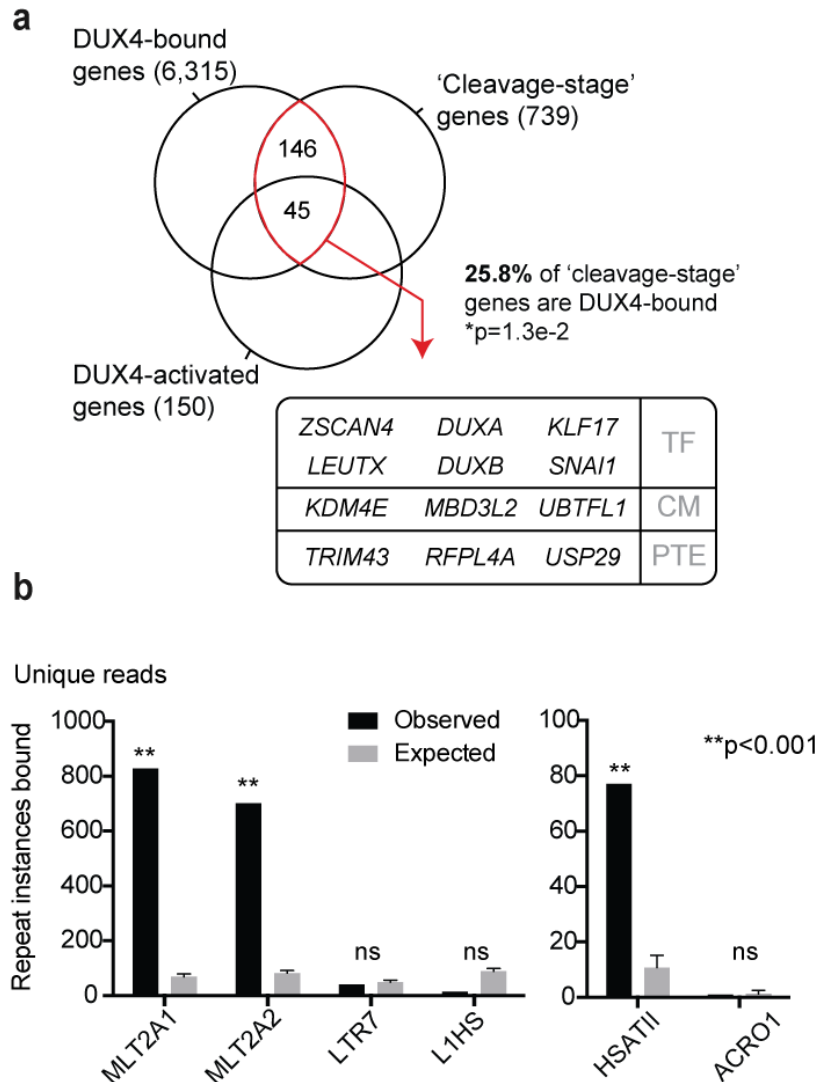 a
DUX4-bound
genes (6,315)
‘Cleavage-stage’
genes (739)
146
45
25.8% of ‘cleavage-stage’
genes are DUX4-bound
*p=1.3e-2
DUX4-activated
genes (150)
ZSCAN4 DUXA KLF17
TF
LEUTX DUXB SNAI1
KDM4E MBD3L2 UBTFL1 CM
TRIM43 RFPL4A USP29 PTE
b
Unique reads
Repeat instances bound
1000
800
600
400
200
0
**
**
ns
ns
Observed
Expected
MLT2A1
MLT2A2
LTR7
L1HS
100
80
60
40
20
0
**p<0.001
**
ns
HSATII
ACRO1